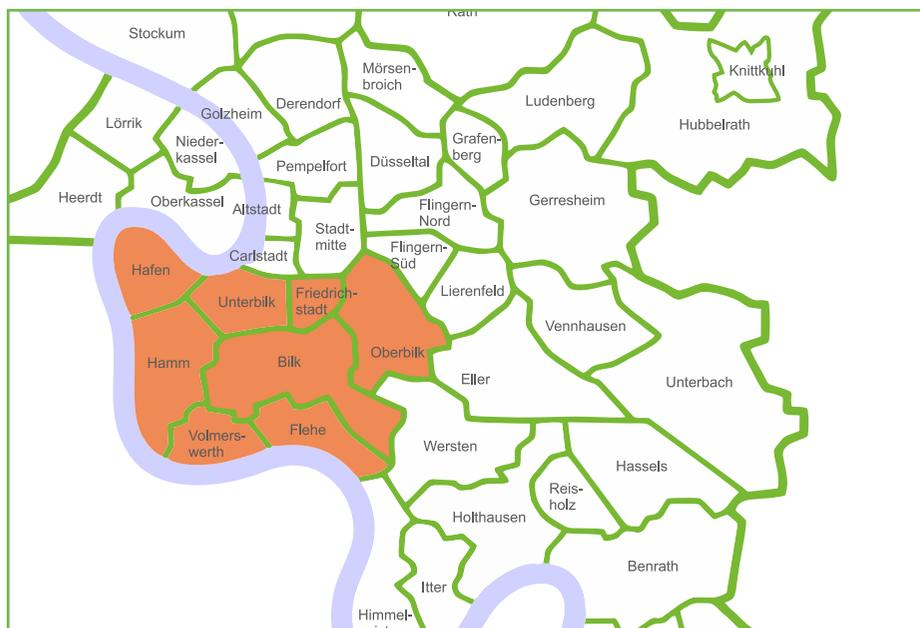 Rath
Stockum
Mörsen-
broich
Knittkuhl
Golzheim
Derendorf
Ludenberg
Lörrik
Hubbelrath
Nieder-
kassel
Grafen-
berg
Pempelfort
Düsseltal
Heerdt
Oberkassel
Altstadt
Flingern-
Nord
Gerresheim
Stadt-
mitte
Carlstadt
Flingern-
Süd
Hafen
Unterbilk
Friedrich-
stadt
Lierenfeld
Vennhausen
Hamm
Bilk
Oberbilk
Eller
Unterbach
Volmers-
werth
Flehe
Wersten
Hassels
Reis-
holz
Holthausen
Benrath
Itter
Himmel-